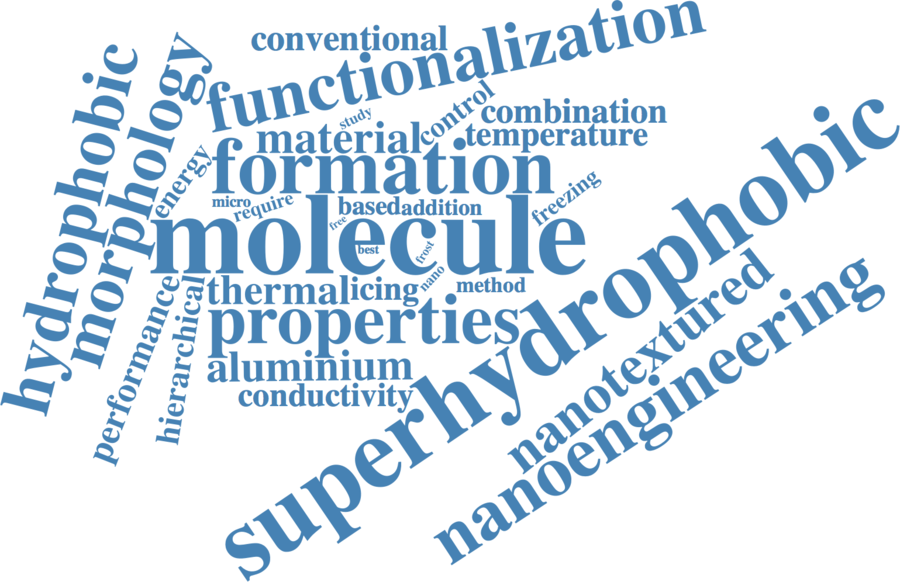 conventional
functionalization
hydrophobic
morphology
study
control
combination
material
temperature
energy
formation
freezing
micro
require
based
addition
free
molecule
best
frost
nano
superhydrophobic
performance
hierarchical
thermal
icing
method
properties
nanotextured
nanoengineering
aluminium
conductivity